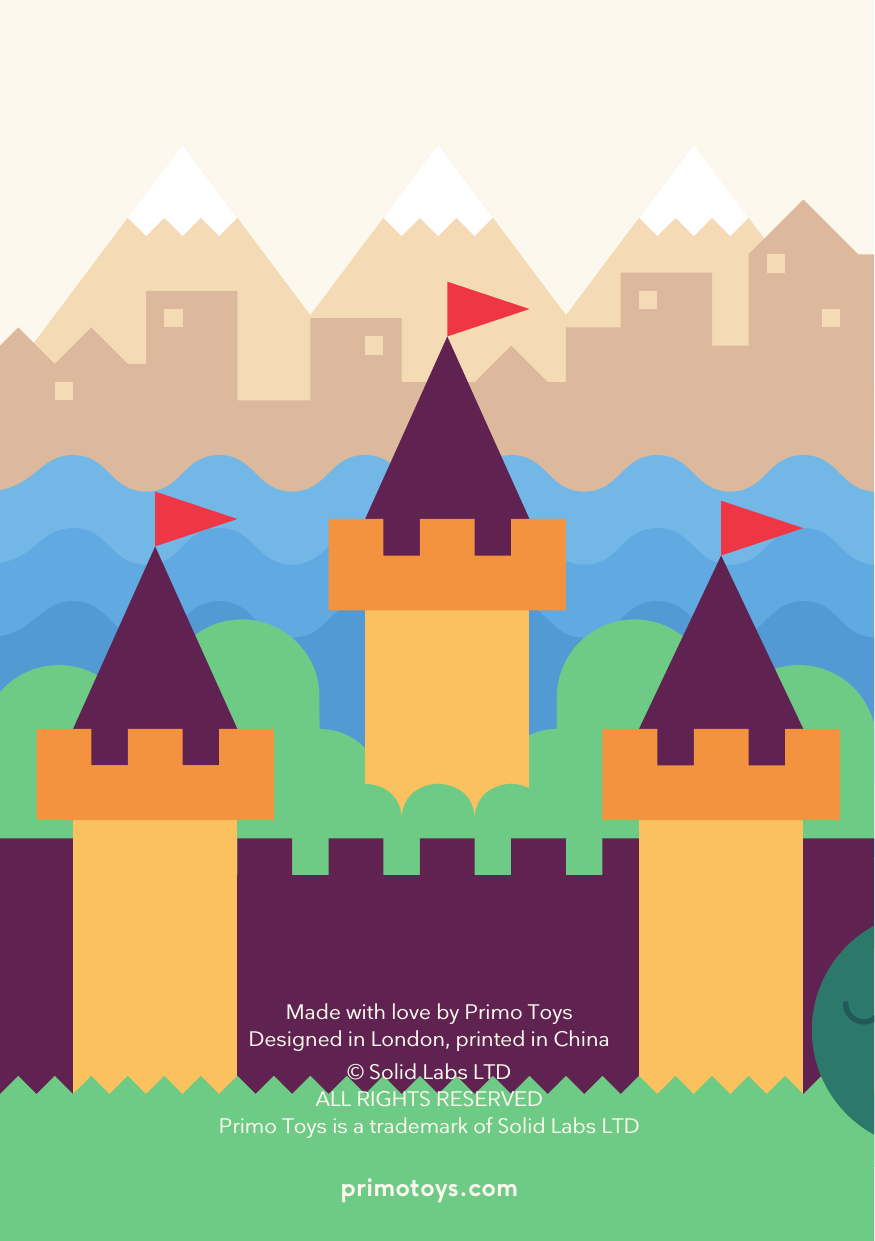 Made with love by Primo Toys
Designed in London, printed in China
© Solid Labs LTD
ALL RIGHTS RESERVED
Primo Toys is a trademark of Solid Labs LTD
primotoys.com